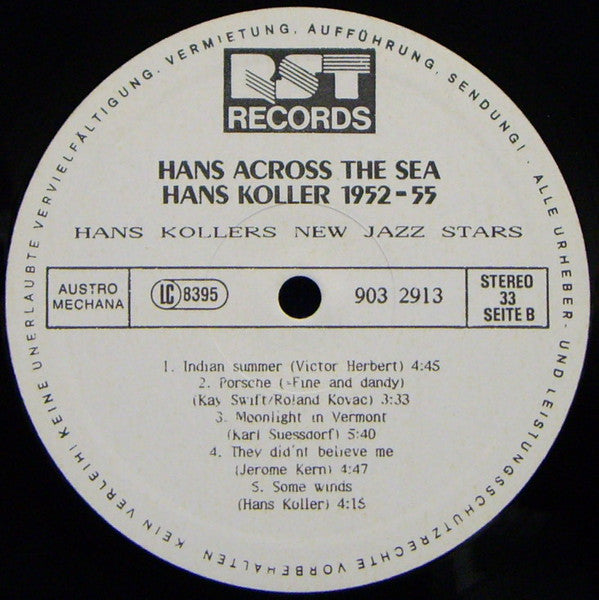 RST
RECORDS
HANS ACROSS THE SEA
HANS KOLLER 1952-55
HANS KOLLERS NEW JAZZ STARS
AUSTRO
MECHANA
LC 8395
903 2913
STEREO
33
SEITE B
1. Indian summer (Victor Herbert) 4:45
2. Porsche (=Fine and dandy)
(Kay Swift/Roland Kovac) 3:33
3. Moonlight in Vermont
(Karl Suessdorf) 5:40
4. They did'nt believe me
(Jerome Kern) 4:47
5. Some winds
(Hans Koller) 4:15
ALLE URHEBER- UND LEISTUNGSSCHUTZRECHTE VORBEHALTEN KEIN VERLEIH! KEINE UNERLAUBTE VERVIELFÄLTIGUNG, VERMIETUNG, AUFFÜHRUNG, SENDUNG!